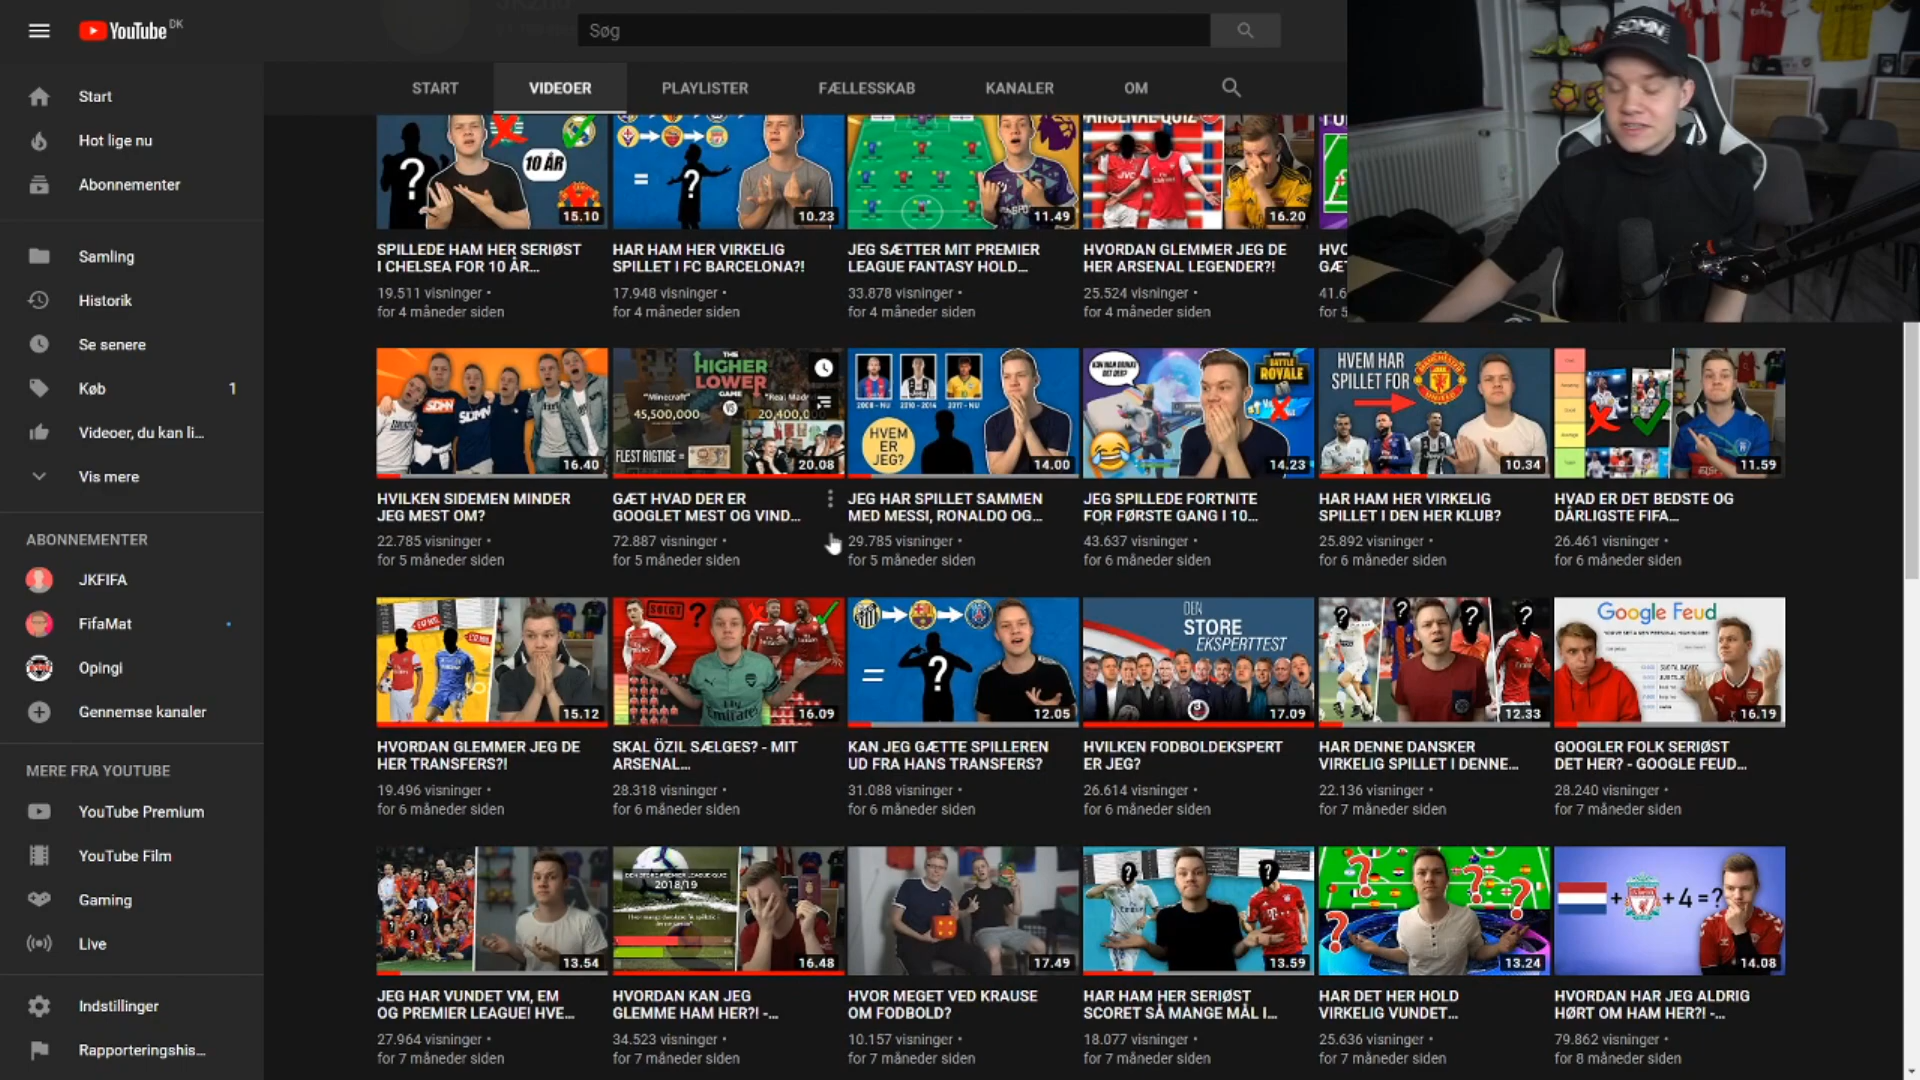 YouTube DK
Søg
START
VIDEOER
PLAYLISTER
FÆLLESSKAB
KANALER
OM
SDMN
Start
Hot lige nu
Abonnementer
Samling
Historik
Se senere
Køb
1
Videoer, du kan li...
Vis mere
ABONNEMENTER
JKFIFA
FifaMat
Opingi
Gennemse kanaler
MERE FRA YOUTUBE
YouTube Premium
YouTube Film
Gaming
Live
Indstillinger
Rapporteringshis...
?
10 ÅR
15.10
SPILLEDE HAM HER SERIØST
I CHELSEA FOR 10 ÅR...
19.511 visninger •
for 4 måneder siden
= ?
10.23
HAR HAM HER VIRKELIG
SPILLET I FC BARCELONA?!
17.948 visninger •
for 4 måneder siden
11.49
JEG SÆTTER MIT PREMIER
LEAGUE FANTASY HOLD...
33.878 visninger •
for 4 måneder siden
ARSENAL-QUIZ
JVC
16.20
HVORDAN GLEMMER JEG DE
HER ARSENAL LEGENDER?!
25.524 visninger •
for 4 måneder siden
SDMN
SDMN
16.40
HVILKEN SIDEMEN MINDER
JEG MEST OM?
22.785 visninger •
for 5 måneder siden
THE
HIGHER
LOWER
GAME
"Minecraft"
45,500,000
VS
FLEST RIGTIGE =
20.08
GÆT HVAD DER ER
GOOGLET MEST OG VIND...
72.887 visninger •
for 5 måneder siden
HVEM
ER
JEG?
14.00
JEG HAR SPILLET SAMMEN
MED MESSI, RONALDO OG...
29.785 visninger •
for 5 måneder siden
BATTLE
ROYALE
14.23
JEG SPILLEDE FORTNITE
FOR FØRSTE GANG I 10...
43.637 visninger •
for 6 måneder siden
HVEM HAR
SPILLET FOR
10.34
HAR HAM HER VIRKELIG
SPILLET I DEN HER KLUB?
25.892 visninger •
for 6 måneder siden
11.59
HVAD ER DET BEDSTE OG
DÅRLIGSTE FIFA...
26.461 visninger •
for 6 måneder siden
15.12
HVORDAN GLEMMER JEG DE
HER TRANSFERS?!
19.496 visninger •
for 6 måneder siden
SOLGT ?
16.09
SKAL ÖZIL SÆLGES? - MIT
ARSENAL...
28.318 visninger •
for 6 måneder siden
= ?
12.05
KAN JEG GÆTTE SPILLEREN
UD FRA HANS TRANSFERS?
31.088 visninger •
for 6 måneder siden
DEN
STORE
EKSPERTTEST
3
17.09
HVILKEN FODBOLDEKSPERT
ER JEG?
26.614 visninger •
for 6 måneder siden
? ? ? ?
12.33
HAR DENNE DANSKER
VIRKELIG SPILLET I DENNE...
22.136 visninger •
for 7 måneder siden
Google Feud
16.19
GOOGLER FOLK SERIØST
DET HER? - GOOGLE FEUD...
28.240 visninger •
for 7 måneder siden
13.54
JEG HAR VUNDET VM, EM
OG PREMIER LEAGUE! HVE...
27.964 visninger •
for 7 måneder siden
2018/19
16.48
HVORDAN KAN JEG
GLEMME HAM HER?! -...
34.523 visninger •
for 7 måneder siden
17.49
HVOR MEGET VED KRAUSE
OM FODBOLD?
10.157 visninger •
for 7 måneder siden
? ?
13.59
HAR HAM HER SERIØST
SCORET SÅ MANGE MÅL I...
18.077 visninger •
for 7 måneder siden
? ? ? ?
13.24
HAR DET HER HOLD
VIRKELIG VUNDET...
25.636 visninger •
for 7 måneder siden
+ + 4 = ?
14.08
HVORDAN HAR JEG ALDRIG
HØRT OM HAM HER?! -...
79.862 visninger •
for 8 måneder siden